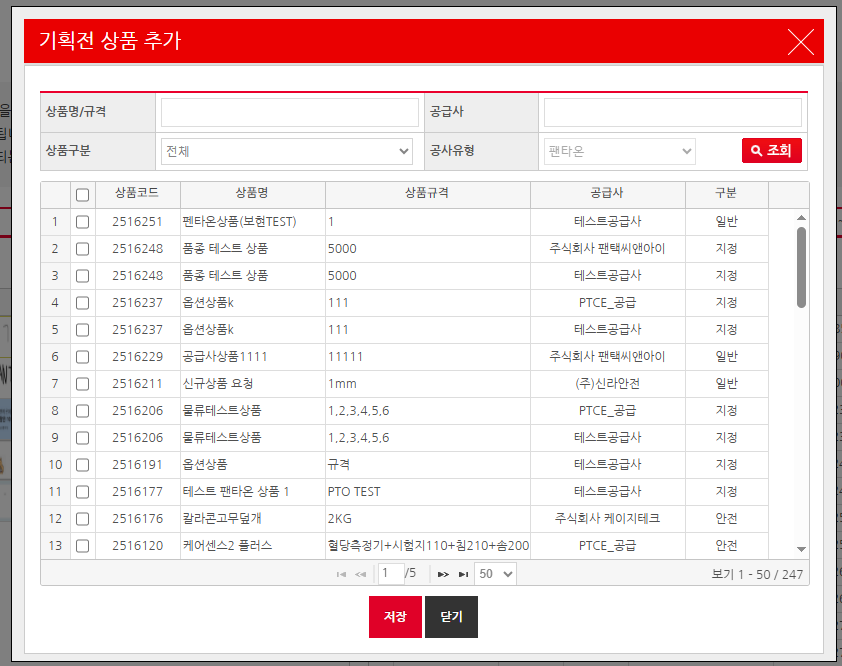 기획전 상품 추가
상품명/규격 공급사
상품구분 전체 공사유형 팬타온 조회
상품코드 상품명 상품규격 공급사 구분
1 2516251 펜타온상품(보현TEST) 1 테스트공급사 일반
2 2516248 품종 테스트 상품 5000 주식회사 팬택씨앤아이 지정
3 2516248 품종 테스트 상품 5000 테스트공급사 지정
4 2516237 옵션상품k 111 PTCE_공급 지정
5 2516237 옵션상품k 111 테스트공급사 지정
6 2516229 공급사상품1111 11111 주식회사 팬택씨앤아이 일반
7 2516211 신규상품 요청 1mm (주)신라안전 일반
8 2516206 물류테스트상품 1,2,3,4,5,6 PTCE_공급 지정
9 2516206 물류테스트상품 1,2,3,4,5,6 테스트공급사 지정
10 2516191 옵션상품 규격 테스트공급사 지정
11 2516177 테스트 팬타온 상품 1 PTO TEST 테스트공급사 지정
12 2516176 칼라콘고무덮개 2KG 주식회사 케이지테크 안전
13 2516120 케어센스2 플러스 혈당측정기+시험지110+침210+솜200 PTCE_공급 안전
1 /5 50 보기 1 - 50 / 247
저장 닫기